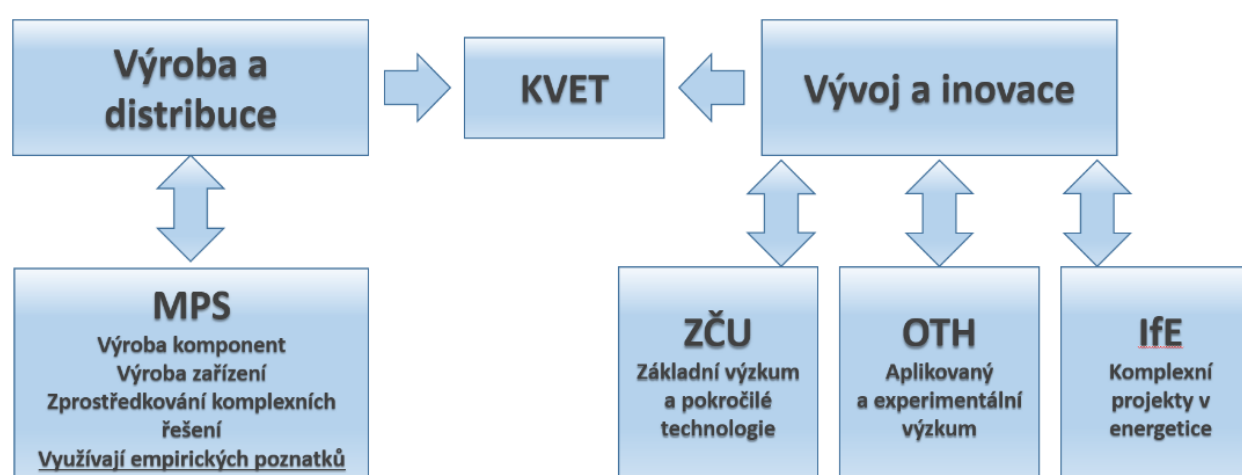 Výroba a
distribuce
KVET
Vývoj a inovace
MPS
Výroba komponent
Výroba zařízení
Zprostředkování komplexních
řešení
Využívají empirických poznatků
ZČU
Základní výzkum
a pokročilé
technologie
OTH
Aplikovaný
a experimentální
výzkum
IfE
Komplexní
projekty v
energetice